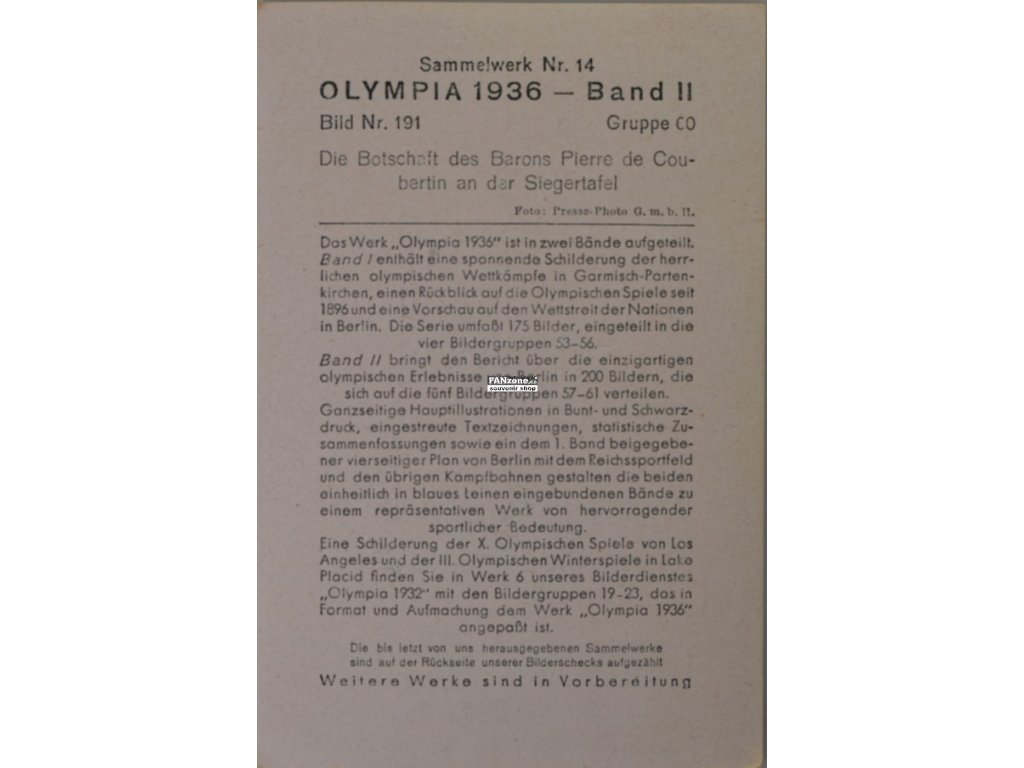 Sammelwerk Nr. 14
OLYMPIA 1936 — Band II
Bild Nr. 191 Gruppe 60
Die Botschaft des Barons Pierre de Cou-
bertin an der Siegertafel
Foto: Presse-Photo G. m. b. H.
Das Werk „Olympia 1936" ist in zwei Bände aufgeteilt.
Band I enthält eine spannende Schilderung der herr-
lichen olympischen Wettkämpfe in Garmisch-Parten-
kirchen, einen Rückblick auf die Olympischen Spiele seit
1896 und eine Vorschau auf den Wettstreit der Nationen
in Berlin. Die Serie umfaßt 175 Bilder, eingeteilt in die
vier Bildergruppen 53–56.
Band II bringt den Bericht über die einzigartigen
olympischen Erlebnisse Berlin in 200 Bildern, die
sich auf die fünf Bildergruppen 57–61 verteilen.
FANzone.cz
souvenir shop
Ganzseitige Hauptillustrationen in Bunt- und Schwarz-
druck, eingestreute Textzeichnungen, statistische Zu-
sammenfassungen sowie ein dem 1. Band beigegebe-
ner vierseitiger Plan von Berlin mit dem Reichssportfeld
und den übrigen Kampfbahnen gestalten die beiden
einheitlich in blaues Leinen eingebundenen Bände zu
einem repräsentativen Werk von hervorragender
sportlicher Bedeutung.
Eine Schilderung der X. Olympischen Spiele von Los
Angeles und der III. Olympischen Winterspiele in Lake
Placid finden Sie in Werk 6 unseres Bilderdienstes
„Olympia 1932" mit den Bildergruppen 19–23, das in
Format und Aufmachung dem Werk „Olympia 1936"
angepaßt ist.
Die bis jetzt von uns herausgegebenen Sammelwerke
sind auf der Rückseite unserer Bilderschecks aufgezählt
Weitere Werke sind in Vorbereitung